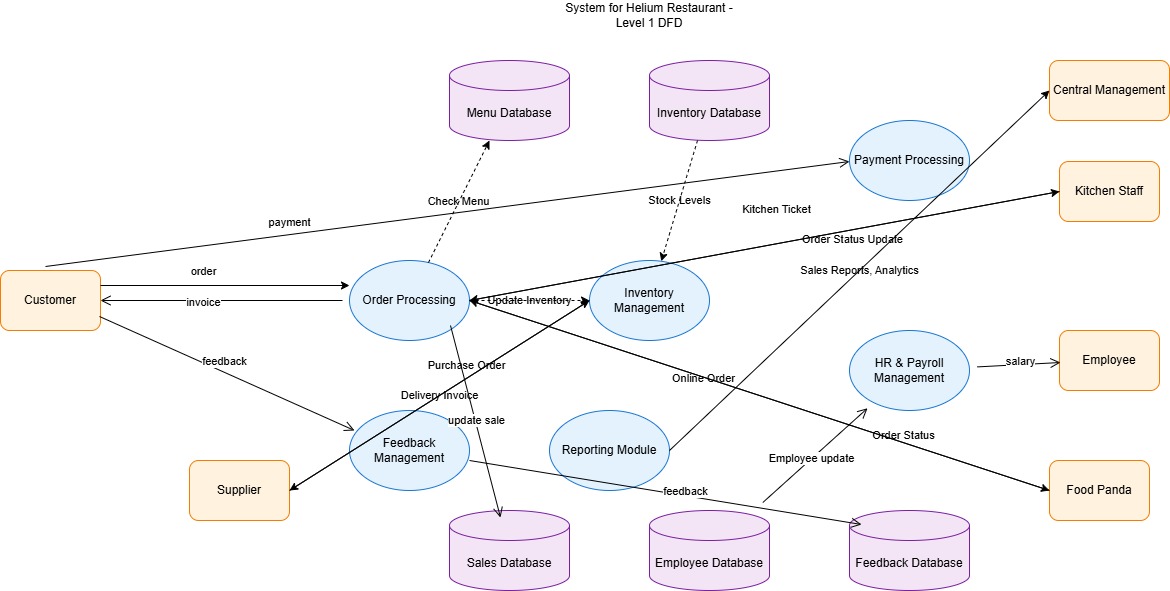 System for Helium Restaurant -
Level 1 DFD
Menu Database
Inventory Database
Central Management
Payment Processing
Kitchen Staff
Check Menu
Stock Levels
Kitchen Ticket
payment
Order Status Update
order
Sales Reports, Analytics
Customer
invoice
Order Processing
Update Inventory
Inventory
Management
feedback
Purchase Order
Online Order
HR & Payroll
Management
salary
Employee
Delivery Invoice
update sale
Order Status
Feedback
Management
Reporting Module
Employee update
Supplier
feedback
Food Panda
Sales Database
Employee Database
Feedback Database